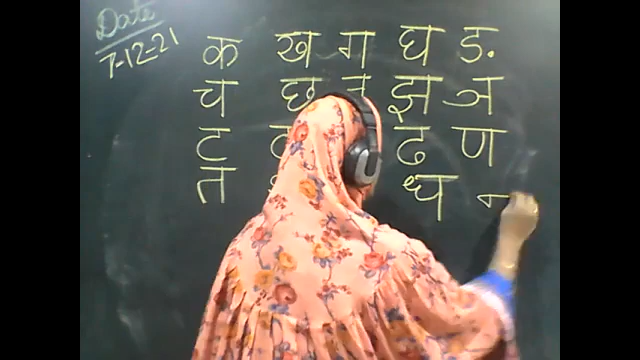 Date
7-12-21
क ख ग घ ङ
च छ झ ञ
ट ढ ण
त ध